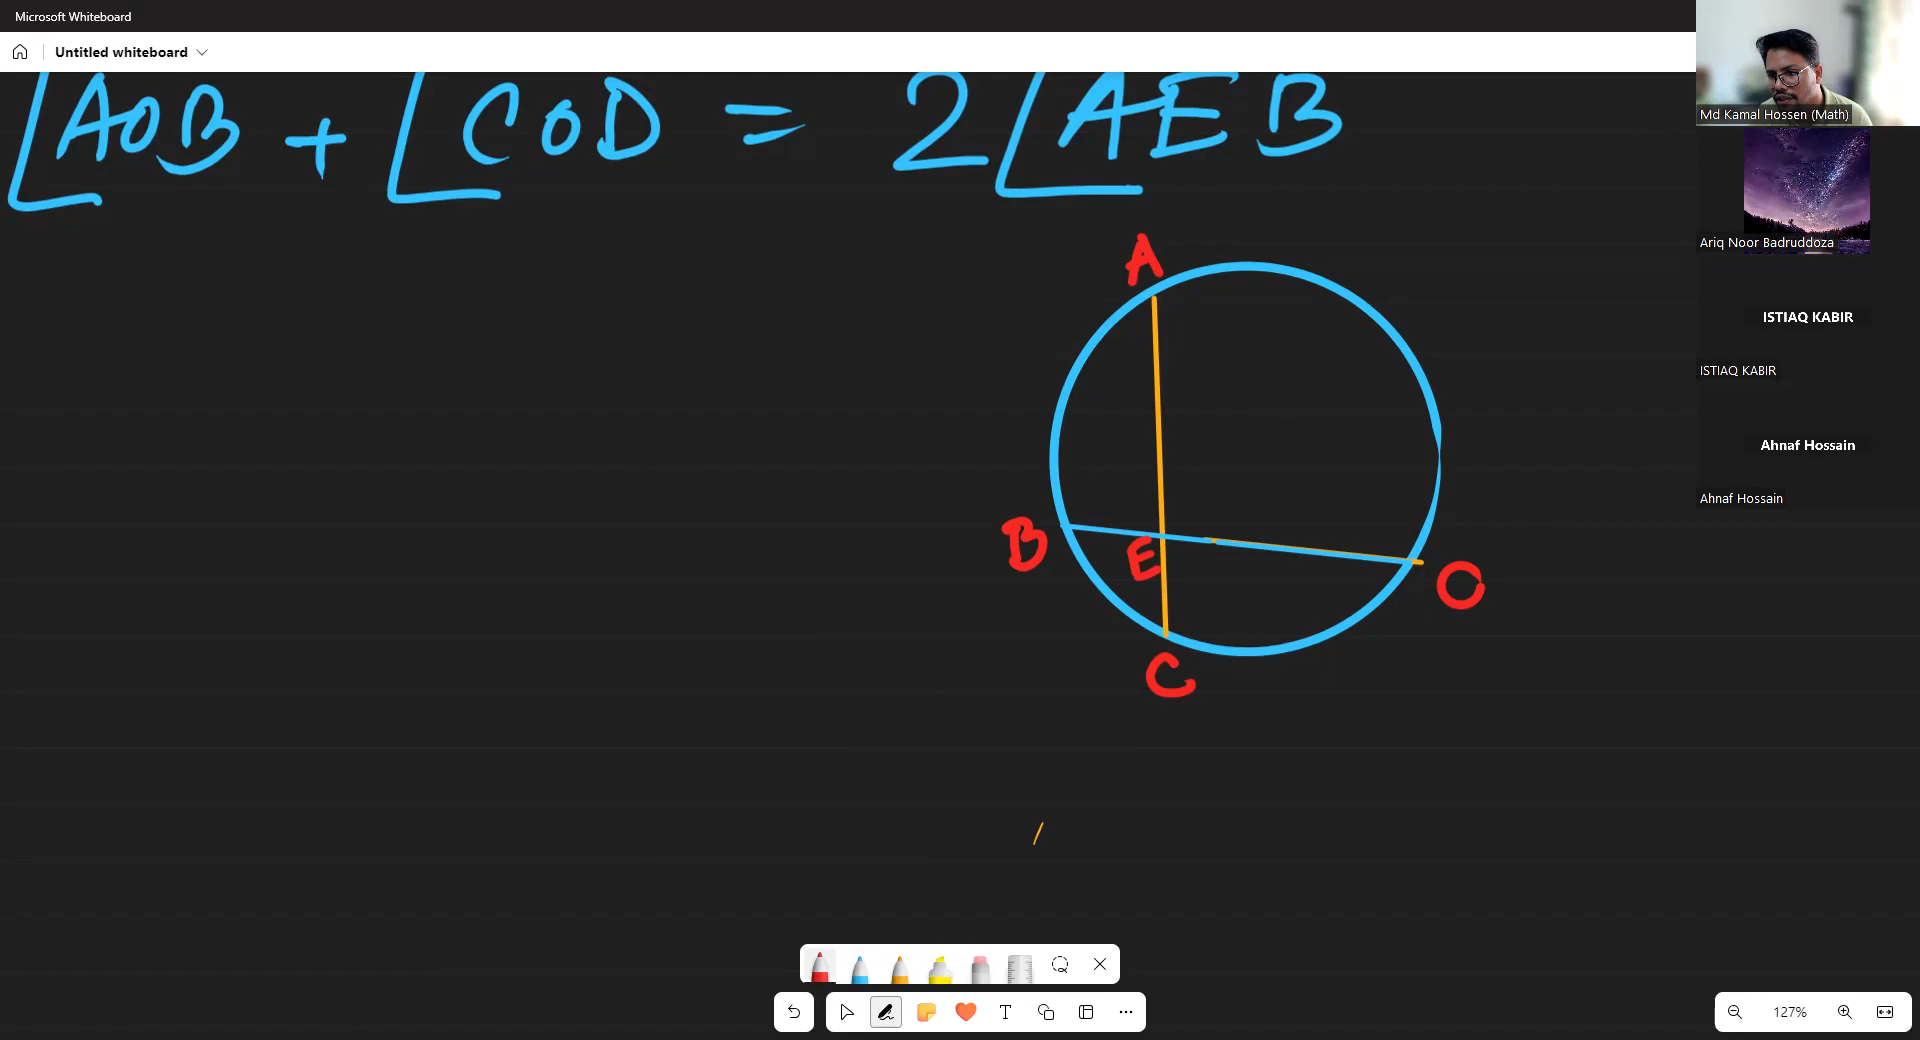 Microsoft Whiteboard
Untitled whiteboard
∠AOB + ∠COD = 2∠AEB
A
B
E
O
C
Md Kamal Hossen (Math)
Ariq Noor Badruddoza
ISTIAQ KABIR
ISTIAQ KABIR
Ahnaf Hossain
Ahnaf Hossain
T
127%